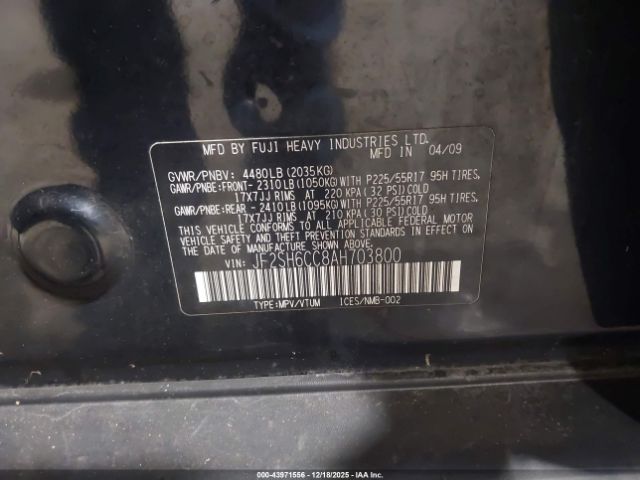 MFD BY FUJI HEAVY INDUSTRIES LTD.
MFD IN 04/09
GVWR/PNBV: 4480LB(2035KG)
GAWR/PNBE:FRONT-2310LB(1050KG)WITH P225/55R17 95H TIRES,
17X7JJ RIMS AT 220 KPA(32 PSI)COLD
GAWR/PNBE:REAR -2410LB(1095KG)WITH P225/55R17 95H TIRES,
17X7JJ RIMS AT 210 KPA(30 PSI)COLD
THIS VEHICLE CONFORMS TO ALL APPLICABLE FEDERAL MOTOR
VEHICLE SAFETY STANDARDS IN EFFECT ON THE
DATE OF MANUFACTURE SHOWN ABOVE.
VIN: JF2SH6CC8AH703800
TYPE:MPV/VTUM ICES/NMB-002
000-43971556 - 12/18/2025 - IAA Inc.